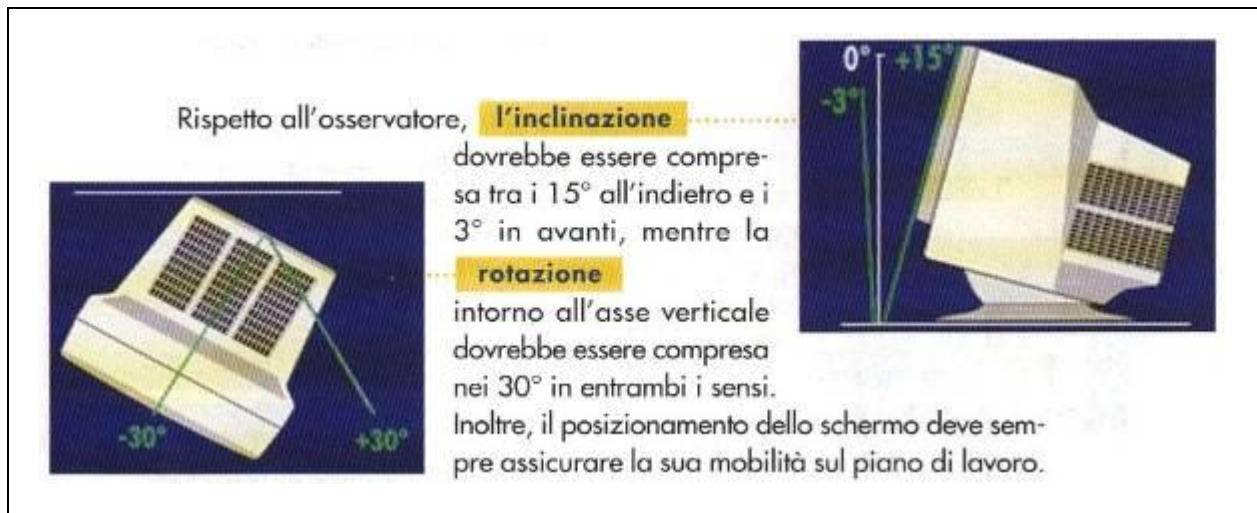 0° +15°
-3°
Rispetto all'osservatore, l'inclinazione
dovrebbe essere compre-
sa tra i 15° all'indietro e i
3° in avanti, mentre la
rotazione
intorno all'asse verticale
dovrebbe essere compresa
nei 30° in entrambi i sensi.
Inoltre, il posizionamento dello schermo deve sem-
pre assicurare la sua mobilità sul piano di lavoro.
-30° +30°